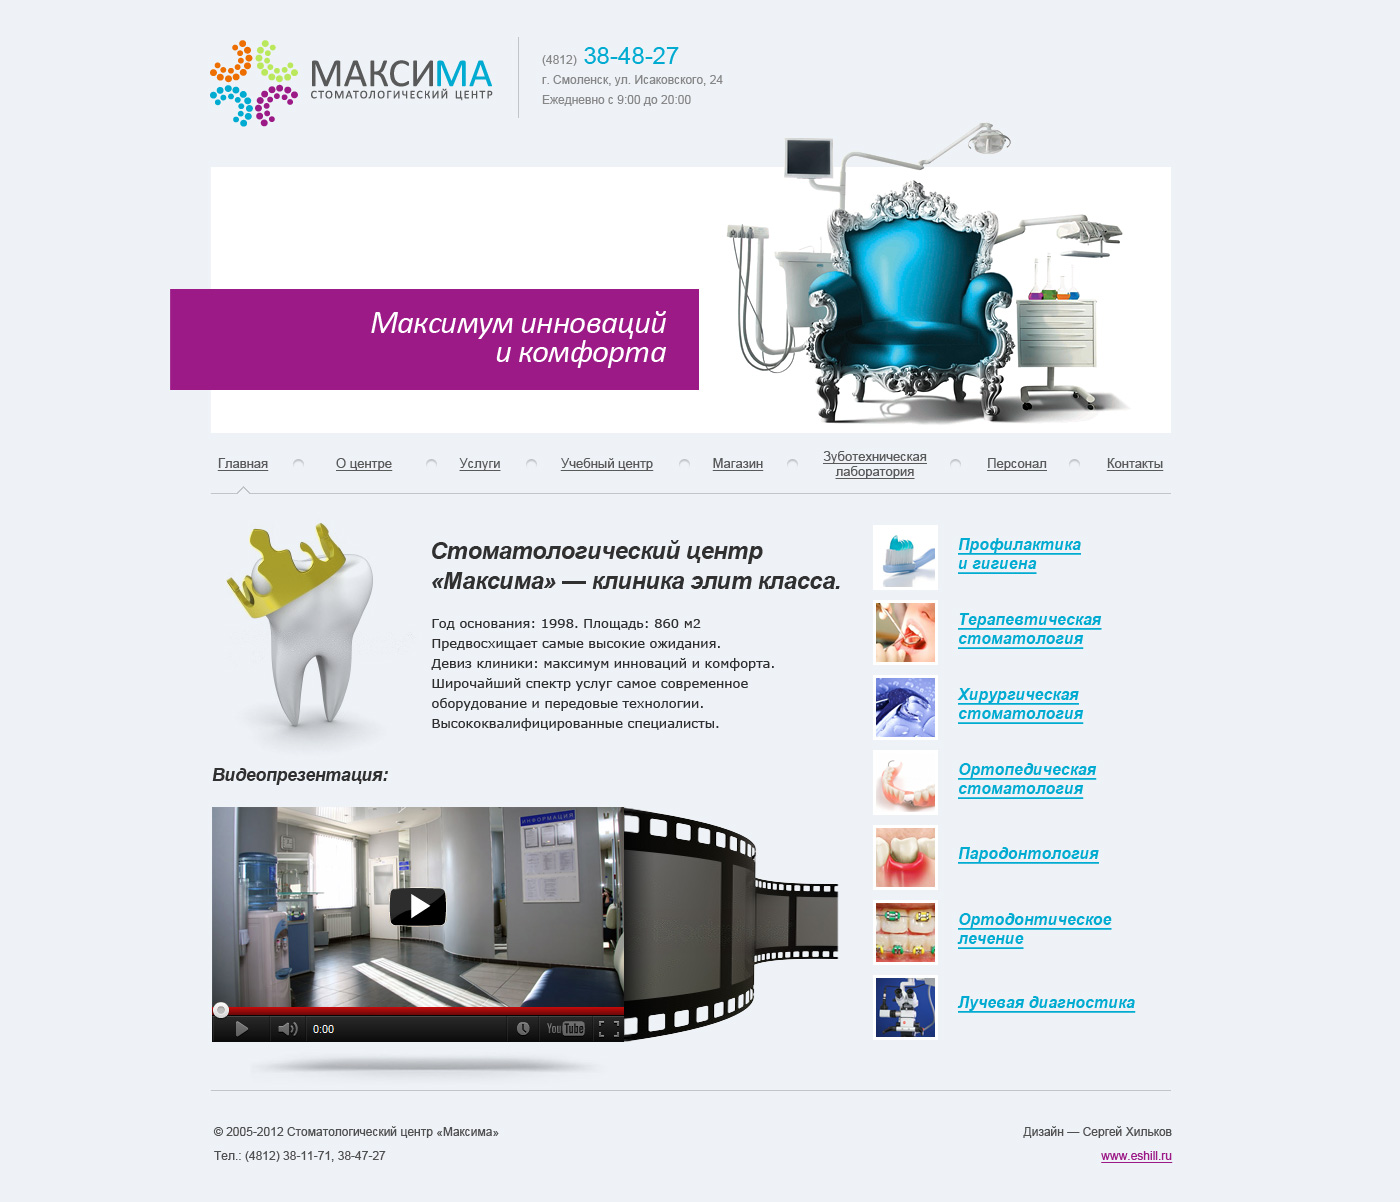 МАКСИМА
СТОМАТОЛОГИЧЕСКИЙ ЦЕНТР
(4812) 38-48-27
г. Смоленск, ул. Исаковского, 24
Ежедневно с 9:00 до 20:00
Максимум инноваций
и комфорта
Главная
О центре
Услуги
Учебный центр
Магазин
Зуботехническая
лаборатория
Персонал
Контакты
Стоматологический центр
«Максима» — клиника элит класса.
Год основания: 1998. Площадь: 860 м2
Предвосхищает самые высокие ожидания.
Девиз клиники: максимум инноваций и комфорта.
Широчайший спектр услуг самое современное
оборудование и передовые технологии.
Высококвалифицированные специалисты.
Видеопрезентация:
ИНФОРМАЦИЯ
0:00
YouTube
Профилактика
и гигиена
Терапевтическая
стоматология
Хирургическая
стоматология
Ортопедическая
стоматология
Пародонтология
Ортодонтическое
лечение
Лучевая диагностика
© 2005-2012 Стоматологический центр «Максима»
Тел.: (4812) 38-11-71, 38-47-27
Дизайн — Сергей Хильков
www.eshill.ru